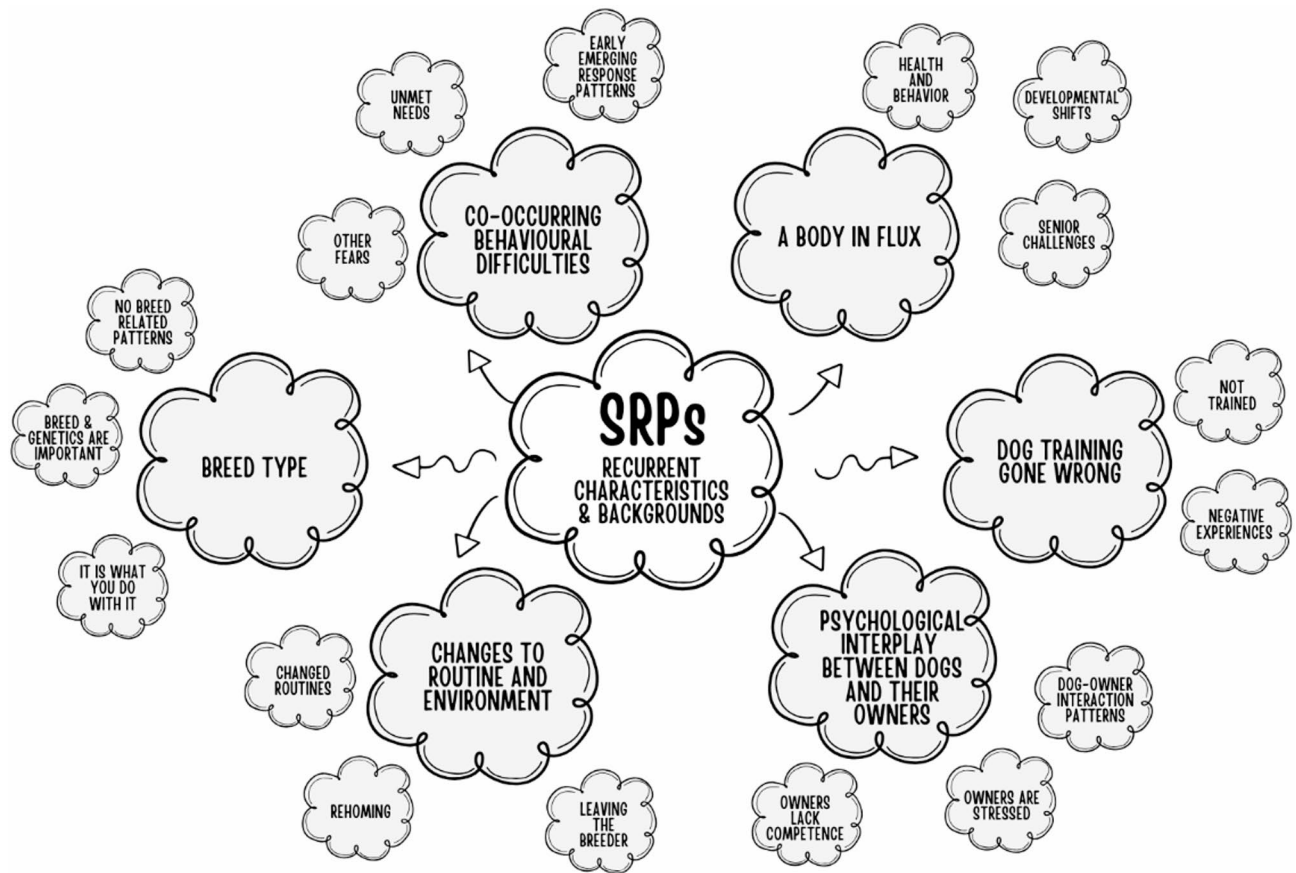 EARLY
EMERGING
RESPONSE
PATTERNS
UNMET
NEEDS
OTHER
FEARS
CO-OCCURRING
BEHAVIOURAL
DIFFICULTIES
HEALTH
AND
BEHAVIOR
DEVELOPMENTAL
SHIFTS
SENIOR
CHALLENGES
A BODY IN FLUX
NO BREED
RELATED
PATTERNS
BREED &
GENETICS ARE
IMPORTANT
IT IS WHAT
YOU DO
WITH IT
BREED TYPE
SRPs
RECURRENT
CHARACTERISTICS
& BACKGROUNDS
DOG TRAINING
GONE WRONG
NOT
TRAINED
NEGATIVE
EXPERIENCES
CHANGES TO
ROUTINE AND
ENVIRONMENT
CHANGED
ROUTINES
REHOMING
LEAVING
THE
BREEDER
PSYCHOLOGICAL
INTERPLAY
BETWEEN DOGS
AND THEIR
OWNERS
DOG-OWNER
INTERACTION
PATTERNS
OWNERS ARE
STRESSED
OWNERS
LACK
COMPETENCE